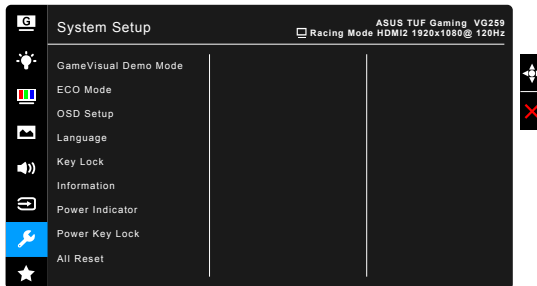 G
System Setup
ASUS TUF Gaming VG259
Racing Mode HDMI2 1920x1080@ 120Hz
GameVisual Demo Mode
ECO Mode
OSD Setup
Language
Key Lock
Information
Power Indicator
Power Key Lock
All Reset